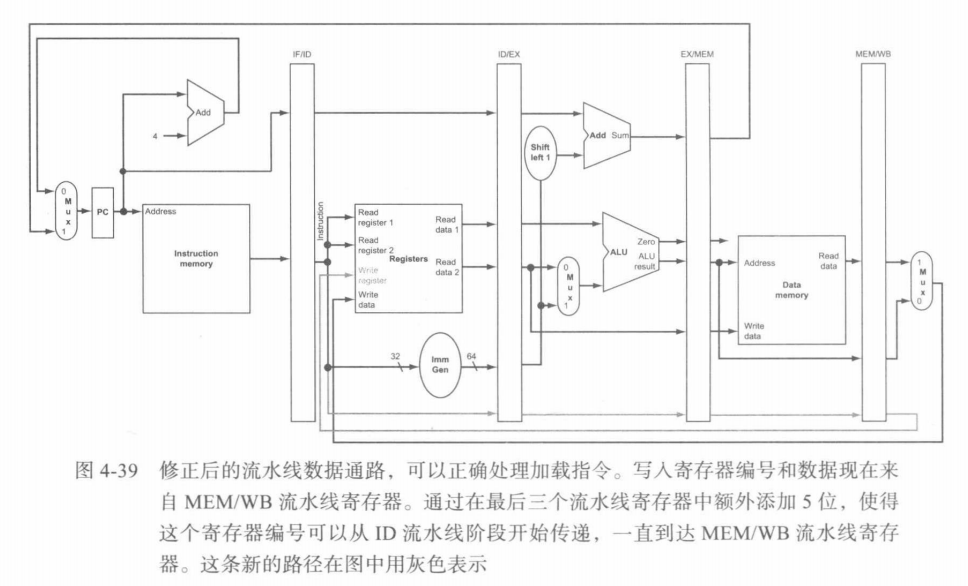 IF/ID
ID/EX
EX/MEM
MEM/WB
Add
4
Add Sum
Shift
left 1
0
M
u
x
1
PC
Address
Instruction
memory
Instruction
Read
register 1
Read
register 2
Write
register
Write
data
Registers
Read
data 1
Read
data 2
0
M
u
x
1
Zero
ALU
ALU
result
Address
Read
data
Data
memory
Write
data
1
M
u
x
0
32
Imm
Gen
64
图 4-39 修正后的流水线数据通路，可以正确处理加载指令。写入寄存器编号和数据现在来
自 MEM/WB 流水线寄存器。通过在最后三个流水线寄存器中额外添加 5 位，使得
这个寄存器编号可以从 ID 流水线阶段开始传递，一直到达 MEM/WB 流水线寄存
器。这条新的路径在图中用灰色表示